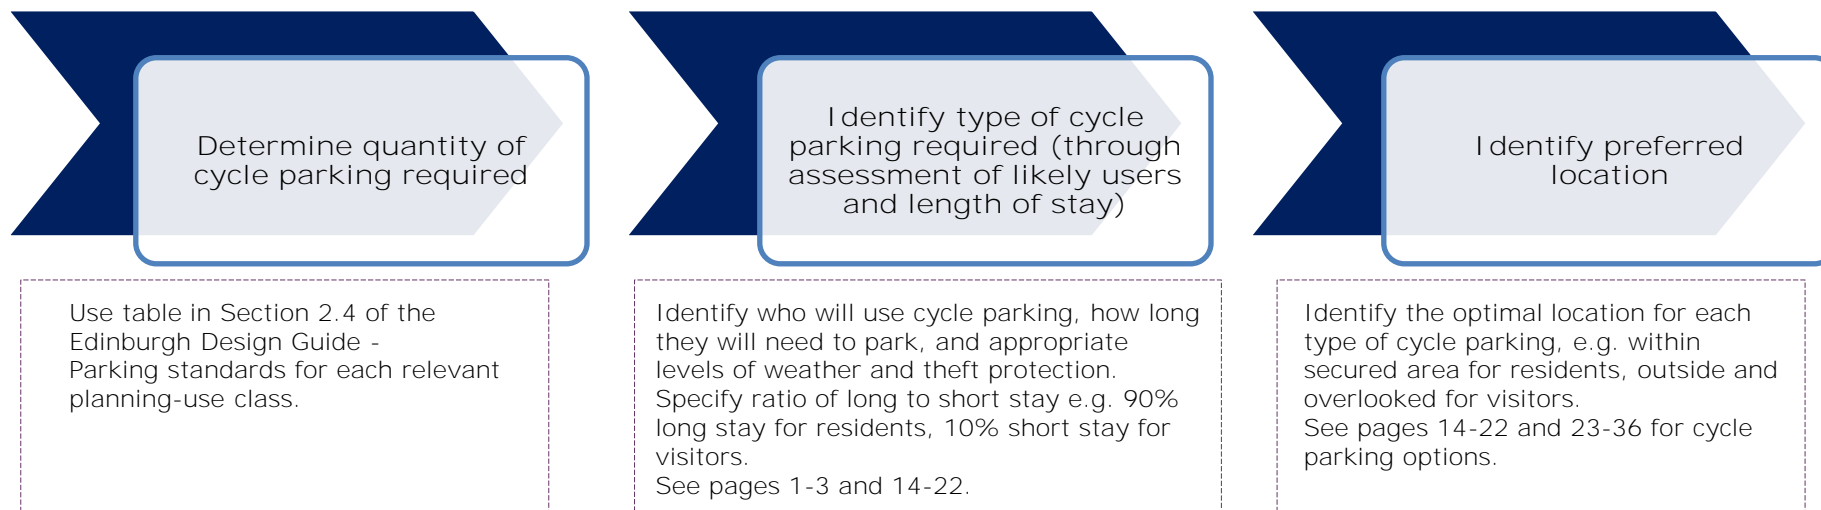 Determine quantity of
cycle parking required
Identify type of cycle
parking required (through
assessment of likely users
and length of stay)
Identify preferred
location
Use table in Section 2.4 of the
Edinburgh Design Guide -
Parking standards for each relevant
planning-use class.
Identify who will use cycle parking, how long
they will need to park, and appropriate
levels of weather and theft protection.
Specify ratio of long to short stay e.g. 90%
long stay for residents, 10% short stay for
visitors.
See pages 1-3 and 14-22.
Identify the optimal location for each
type of cycle parking, e.g. within
secured area for residents, outside and
overlooked for visitors.
See pages 14-22 and 23-36 for cycle
parking options.